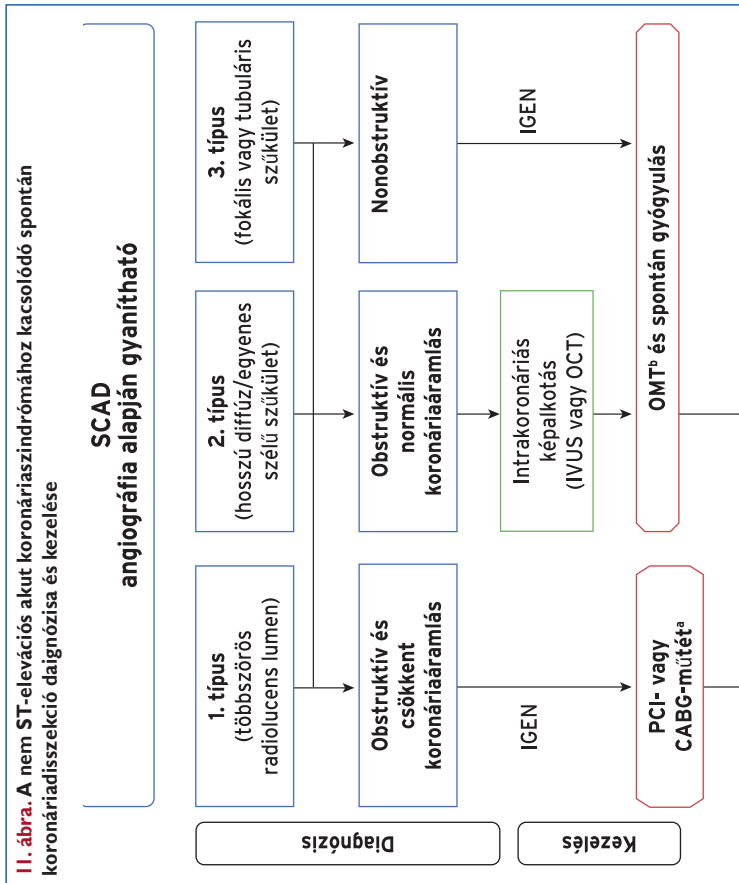 11. ábra. A nem ST-elevációs akut koronáriaszindrómához kacsolódó spontán
koronáriadisszekció daignózisa és kezelése
SCAD
angiográfia alapján gyanítható
Diagnózis
1. típus
(többszörös
radiolucens lumen)
2. típus
(hosszú diffúz/egyenes
szélű szűkület)
3. típus
(fokális vagy tubuláris
szűkület)
Obstruktív és
csökkent
koronáriaáramlás
Obstruktív és
normális
koronáriaáramlás
Nonobstruktív
Kezelés
IGEN
Intrakoronáriás
képalkotás
(IVUS vagy OCT)
IGEN
PCI- vagy
CABG-műtétᵃ
OMTᵇ és spontán gyógyulás